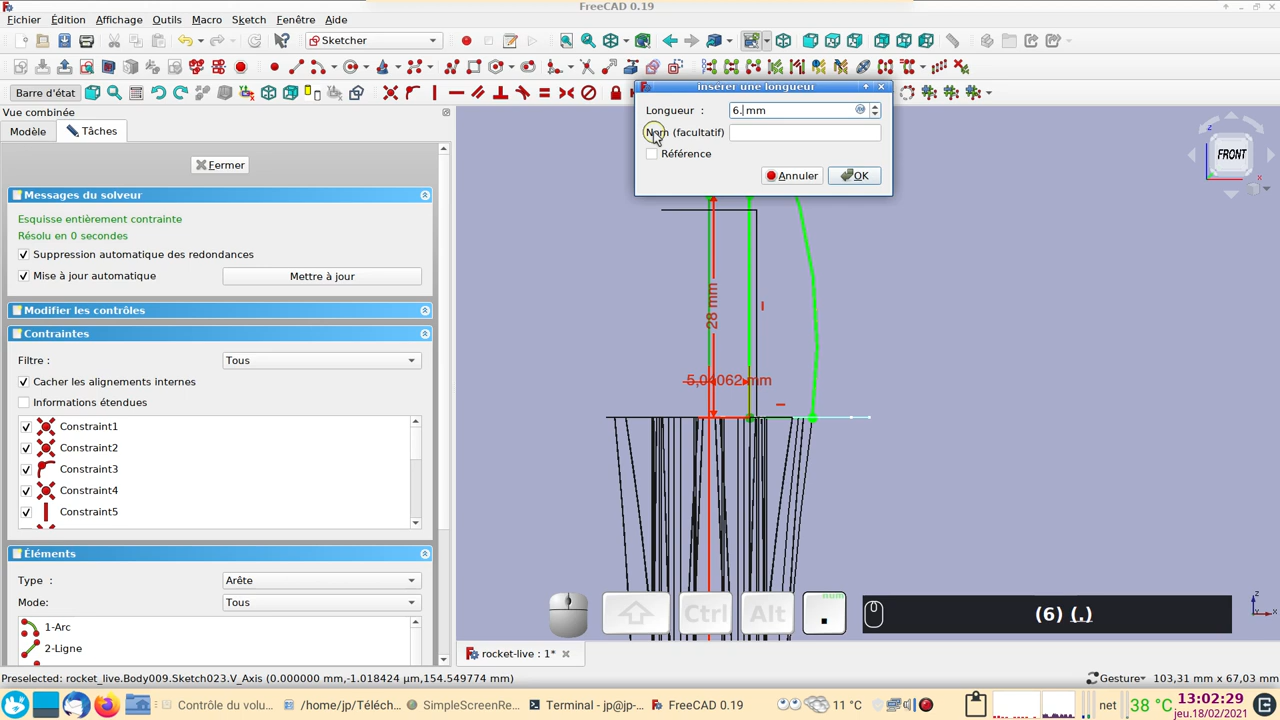 FreeCAD 0.19
Fichier Édition Affichage Outils Macro Sketch Fenêtre Aide
Sketcher
Barre d'état
Vue combinée
Modèle Tâches
Fermer
Messages du solveur
Esquisse entièrement contrainte
Résolu en 0 secondes
Suppression automatique des redondances
Mise à jour automatique Mettre à jour
Modifier les contrôles
Contraintes
Filtre : Tous
Cacher les alignements internes
Informations étendues
Constraint1
Constraint2
Constraint3
Constraint4
Constraint5
Éléments
Type : Arête
Mode: Tous
1-Arc
2-Ligne
insérer une longueur
Longueur : 6. mm
Nom (facultatif)
Référence
Annuler OK
FRONT
z
x
28 mm
5,04062 mm
Ctrl Alt num .
(6) (.)
z
x
rocket-live : 1*
Preselected: rocket_live.Body009.Sketch023.V_Axis (0.000000 mm,-1.018424 µm,154.549774 mm)
Gesture 103,31 mm × 67,03 mm
Contrôle du volu... /home/jp/Téléch... SimpleScreenRe... Terminal - jp@jp-... FreeCAD 0.19
11 °C
net 38 °C 13:02:29
jeu.18/02/2021